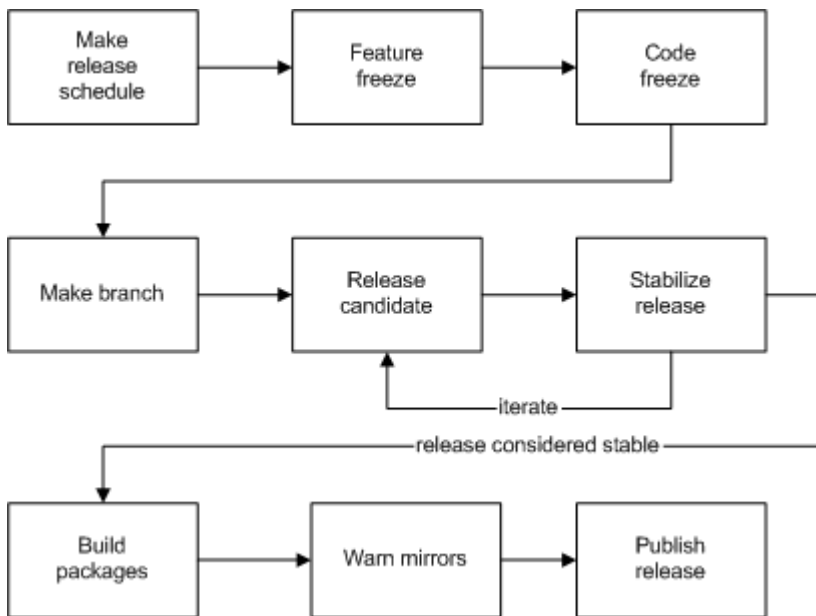 Make
release
schedule
Feature
freeze
Code
freeze
Make branch
Release
candidate
Stabilize
release
iterate
release considered stable
Build
packages
Warn mirrors
Publish
release